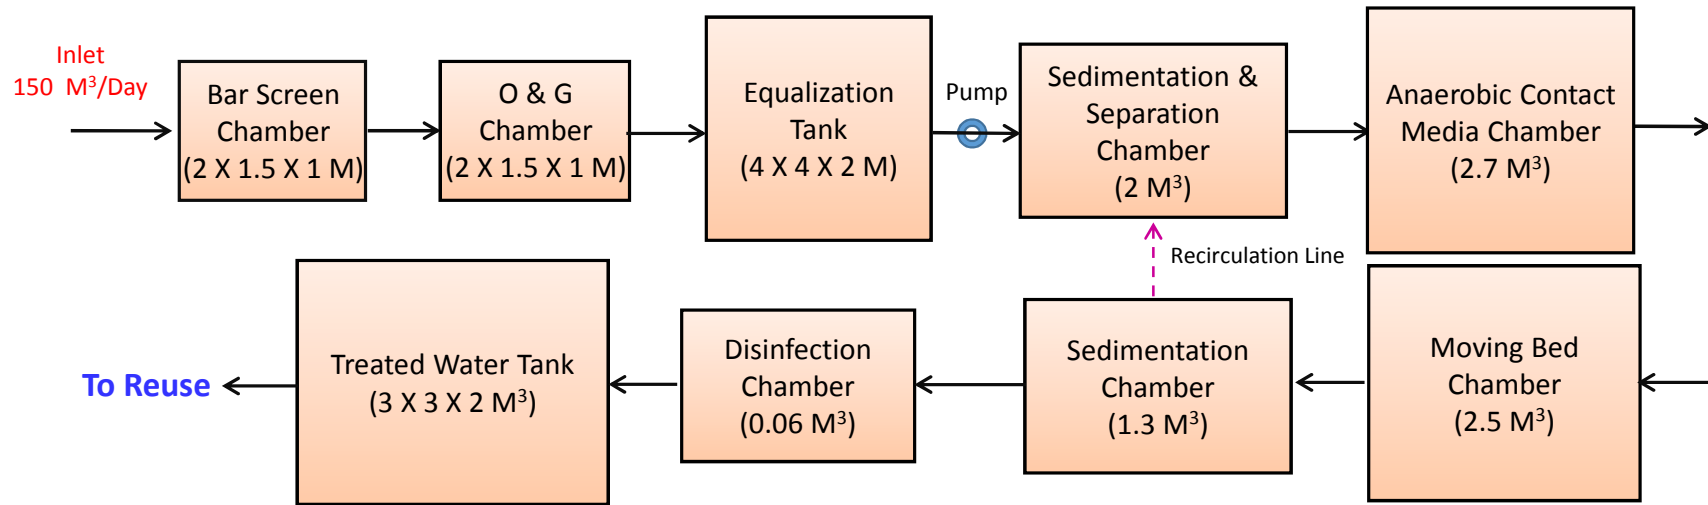 Inlet
150 M³/Day
Bar Screen
Chamber
(2 X 1.5 X 1 M)
O & G
Chamber
(2 X 1.5 X 1 M)
Equalization
Tank
(4 X 4 X 2 M)
Pump
Sedimentation &
Separation
Chamber
(2 M³)
Anaerobic Contact
Media Chamber
(2.7 M³)
Recirculation Line
Moving Bed
Chamber
(2.5 M³)
Sedimentation
Chamber
(1.3 M³)
Disinfection
Chamber
(0.06 M³)
Treated Water Tank
(3 X 3 X 2 M³)
To Reuse